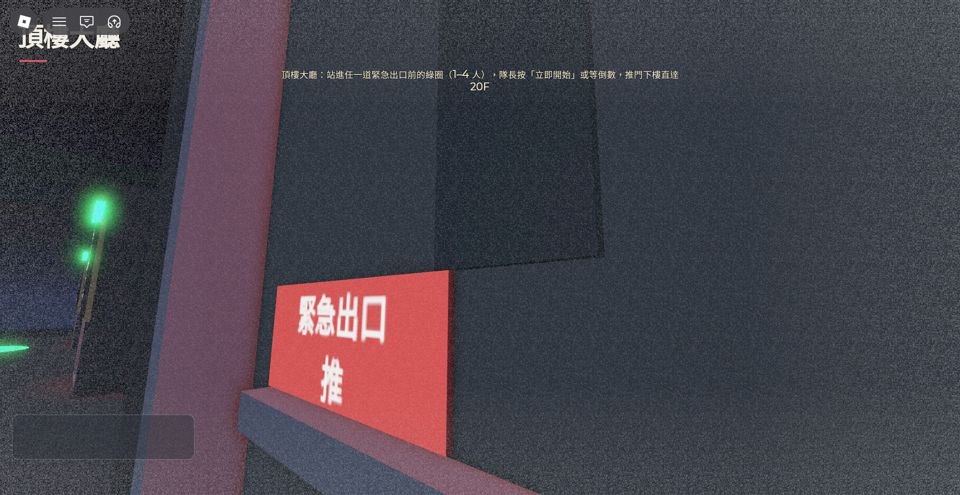 頂樓大廳
頂樓大廳：站進任一道緊急出口前的綠圈（1–4 人），隊長按「立即開始」或等倒數，推門下樓直達
20F
緊急出口
推